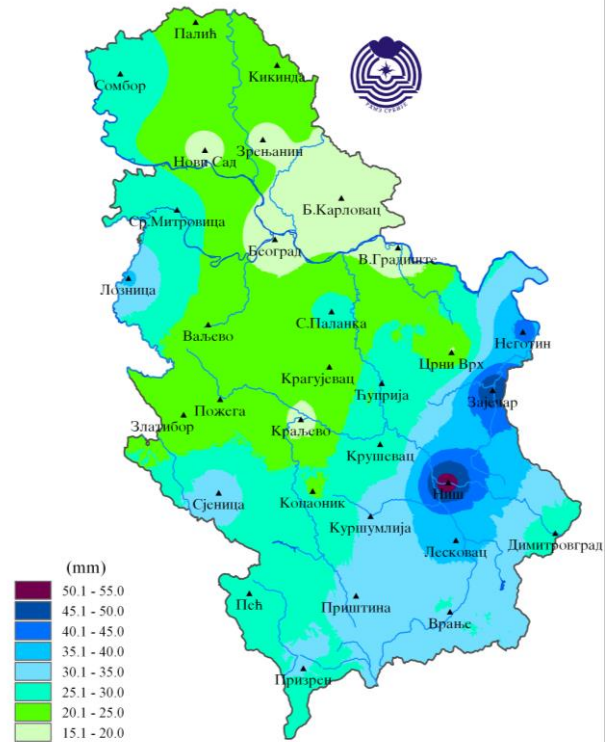 Палић
Кикинда
Сомбор
Зрењанин
Нови Сад
Б.Карловац
Ср.Митровица
Београд
В.Градиште
Лозница
С.Паланка
Ваљево
Неготин
Црни Врх
Крагујевац
Ћуприја
Зајечар
Пожега
Златибор
Краљево
Крушевац
Ниш
Сјеница
Копаоник
Куршумлија
Лесковац
Димитровград
(mm)
50.1 - 55.0
45.1 - 50.0
40.1 - 45.0
35.1 - 40.0
30.1 - 35.0
25.1 - 30.0
20.1 - 25.0
15.1 - 20.0
Пећ
Приштина
Врање
Призрен